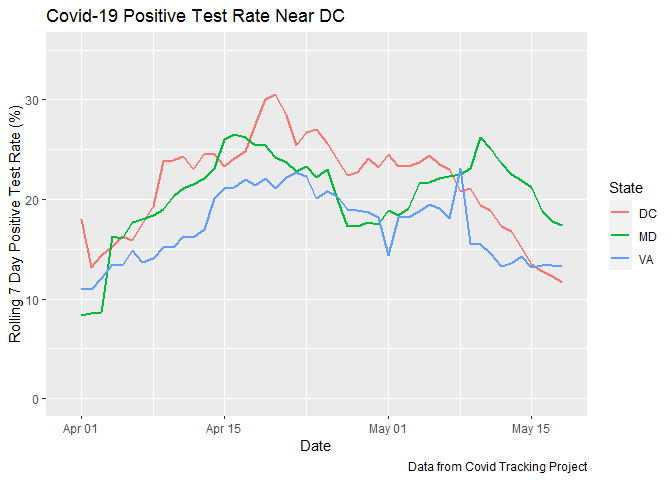 Covid-19 Positive Test Rate Near DC
Rolling 7 Day Positive Test Rate (%)
30
20
10
0
Apr 01
Apr 15
May 01
May 15
Date
State
DC
MD
VA
Data from Covid Tracking Project